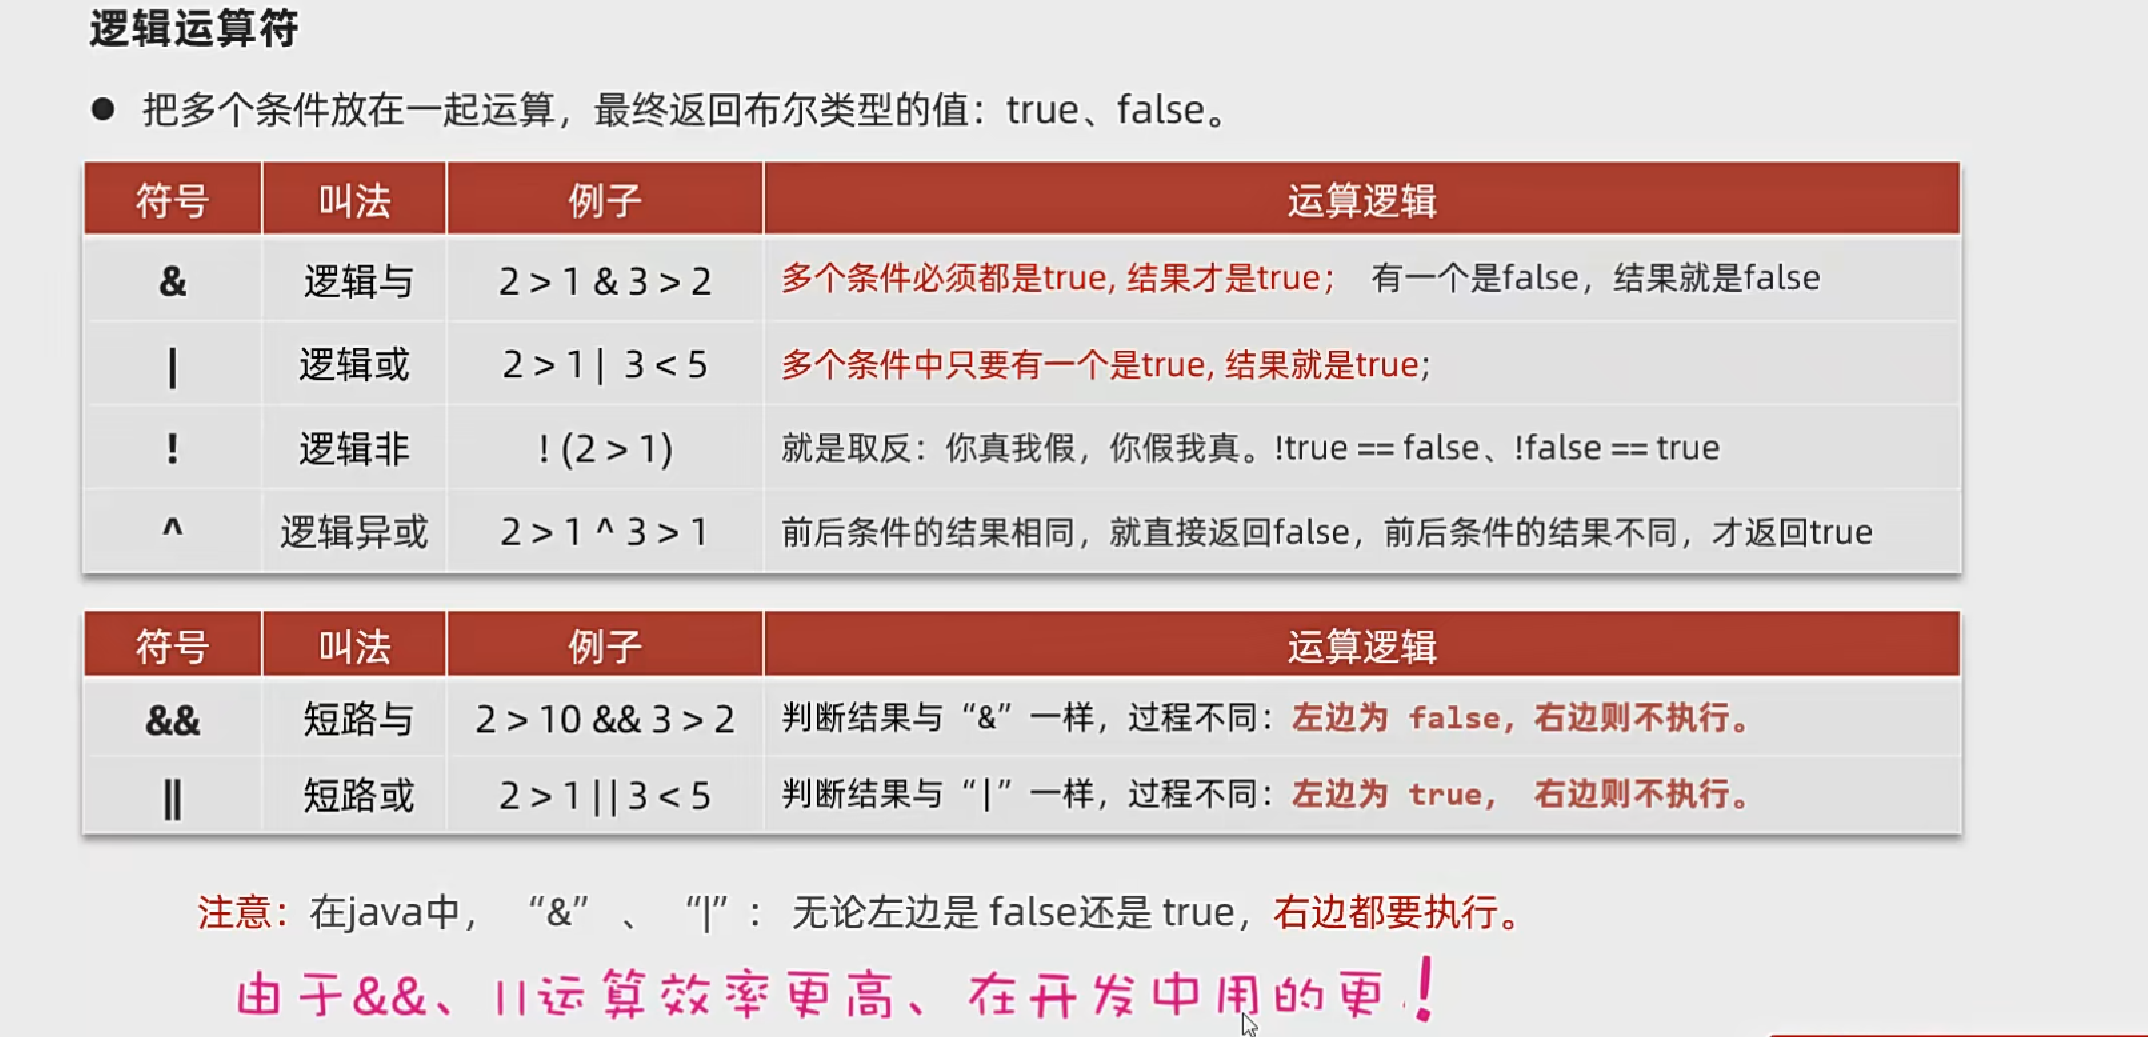 逻辑运算符
● 把多个条件放在一起运算，最终返回布尔类型的值：true、false。
符号 叫法 例子 运算逻辑
& 逻辑与 2 > 1 & 3 > 2 多个条件必须都是true, 结果才是true； 有一个是false，结果就是false
| 逻辑或 2 > 1 | 3 < 5 多个条件中只要有一个是true, 结果就是true;
! 逻辑非 ! (2 > 1) 就是取反：你真我假，你假我真。!true == false、!false == true
^ 逻辑异或 2 > 1 ^ 3 > 1 前后条件的结果相同，就直接返回false，前后条件的结果不同，才返回true
符号 叫法 例子 运算逻辑
&& 短路与 2 > 10 && 3 > 2 判断结果与“&”一样，过程不同：左边为 false，右边则不执行。
|| 短路或 2 > 1 || 3 < 5 判断结果与“|”一样，过程不同：左边为 true， 右边则不执行。
注意：在java中， “&” 、 “|” ： 无论左边是 false还是 true，右边都要执行。
由于&&、||运算效率更高、在开发中用的更!